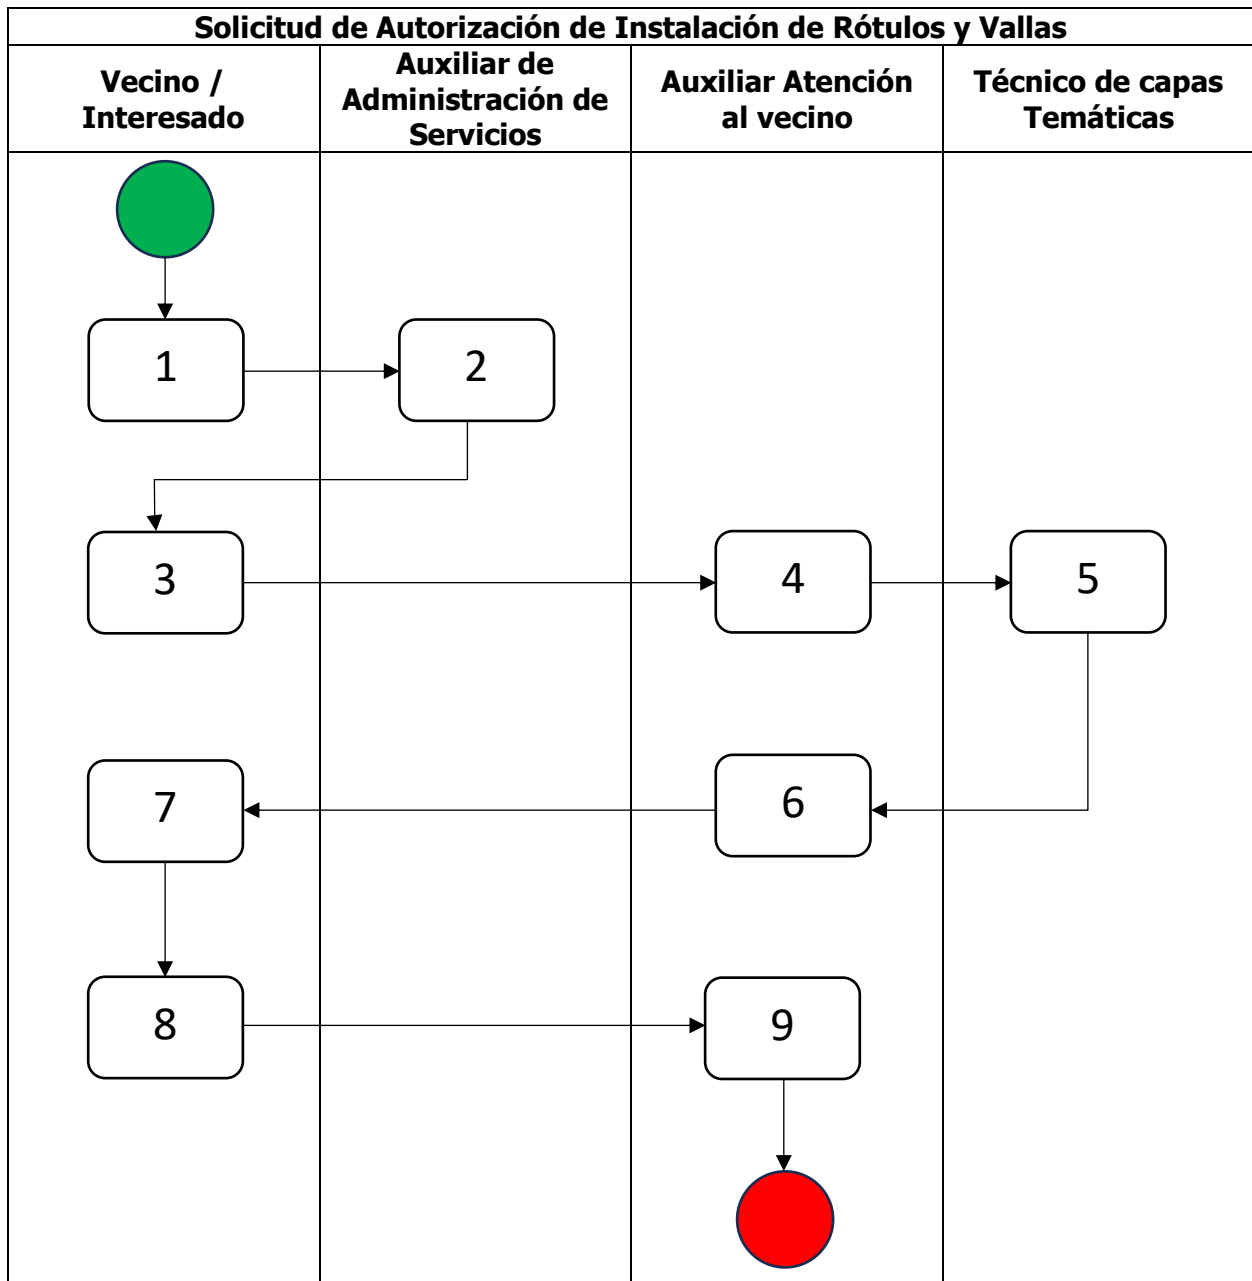 Solicitud de Autorización de Instalación de Rótulos y Vallas
Vecino /
Interesado
Auxiliar de
Administración de
Servicios
Auxiliar Atención
al vecino
Técnico de capas
Temáticas
1
2
3
4
5
7
6
8
9